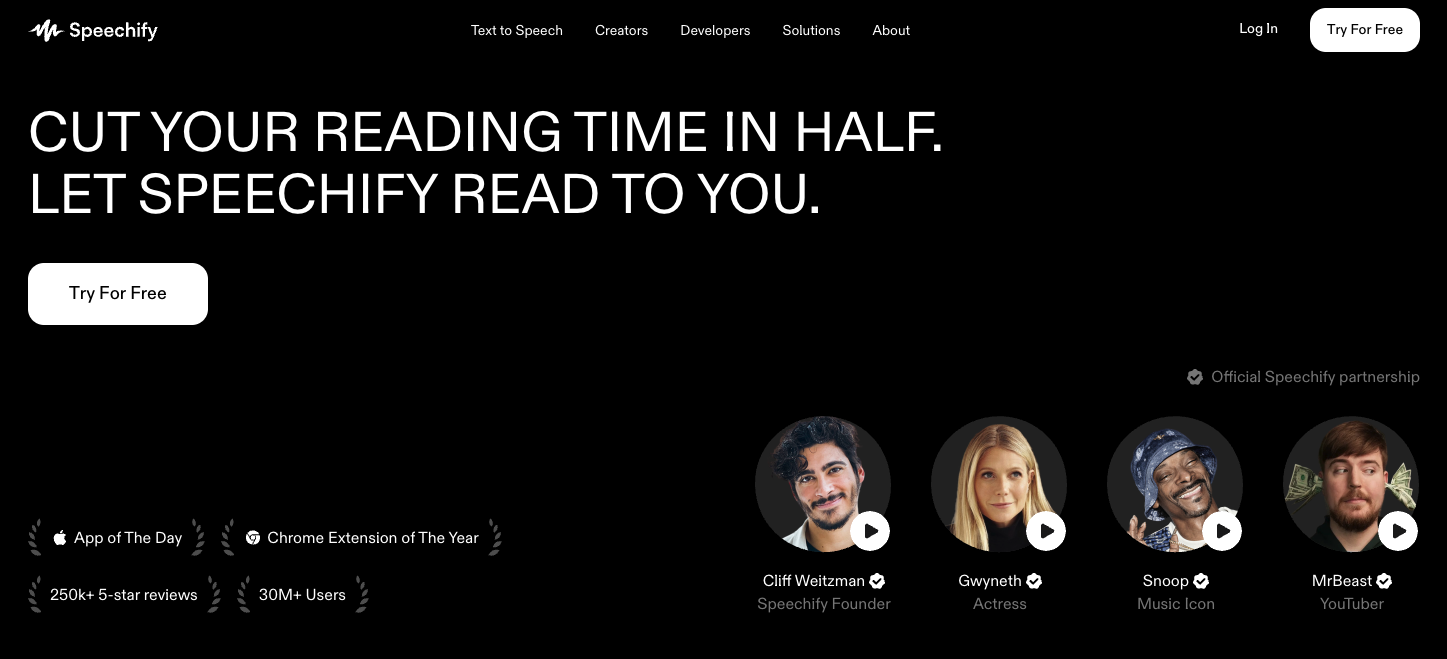 Speechify
Text to Speech
Creators
Developers
Solutions
About
Log In
Try For Free
CUT YOUR READING TIME IN HALF.
LET SPEECHIFY READ TO YOU.
Try For Free
Official Speechify partnership
App of The Day
Chrome Extension of The Year
250k+ 5-star reviews
30M+ Users
Cliff Weitzman
Speechify Founder
Gwyneth
Actress
Snoop
Music Icon
MrBeast
YouTuber